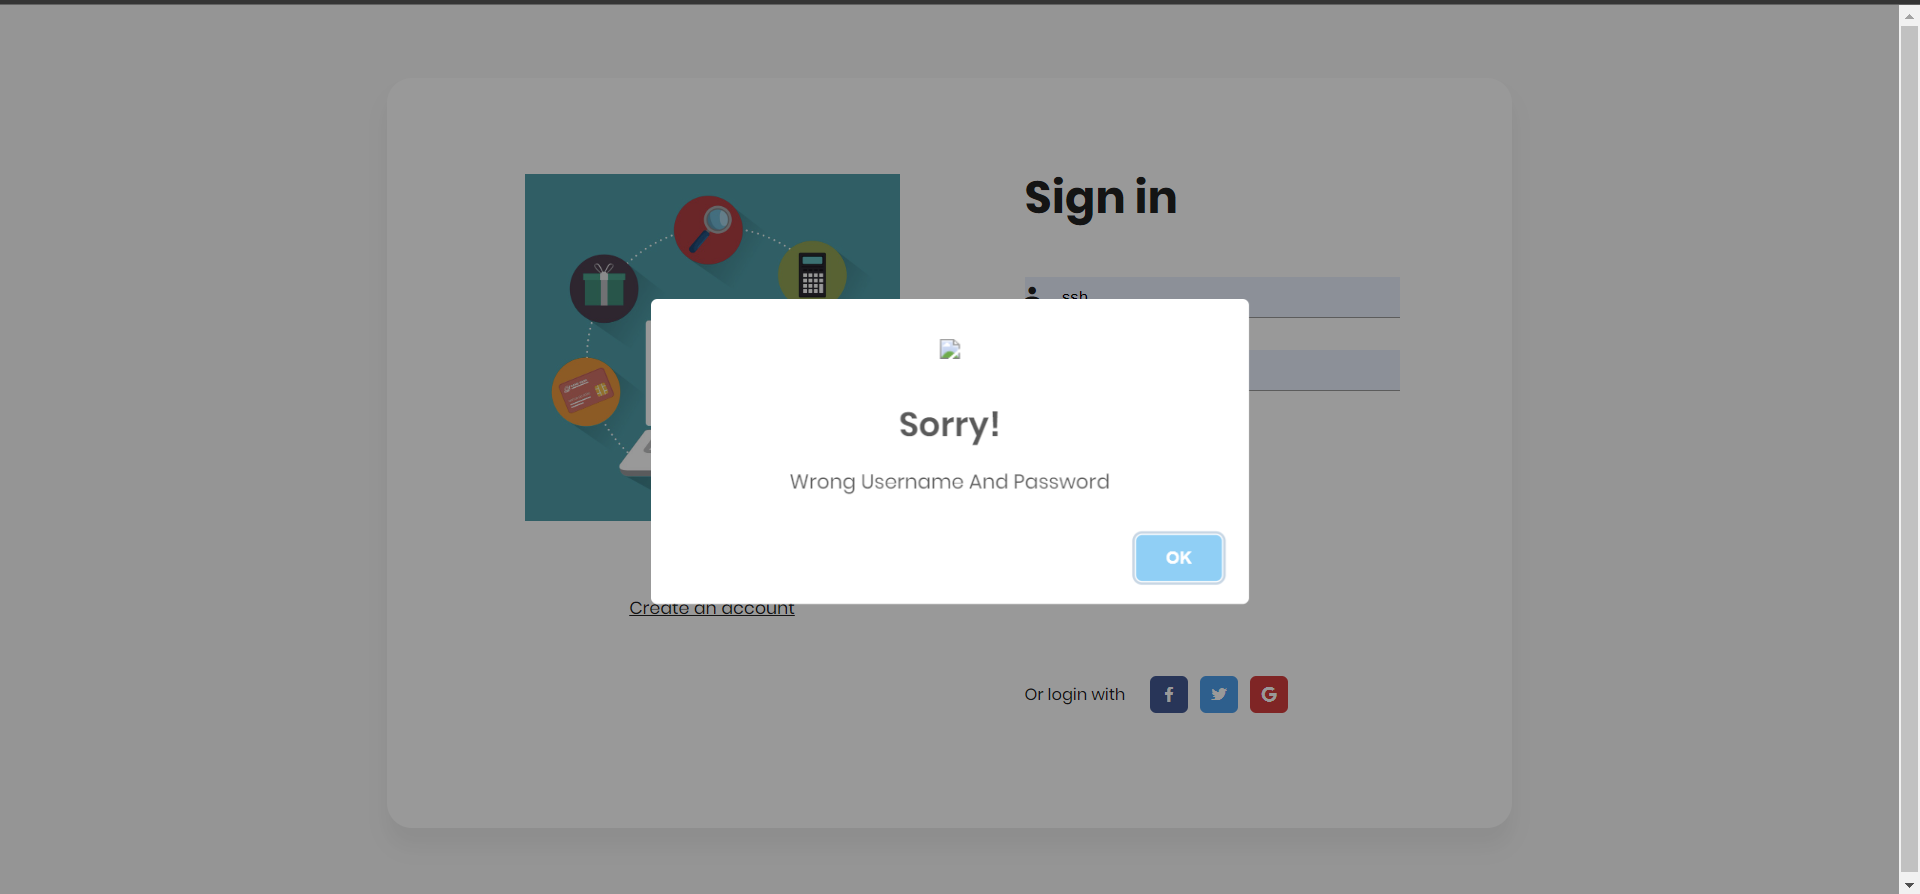 Sign in
ssh
Sorry!
Wrong Username And Password
OK
Create an account
Or login with